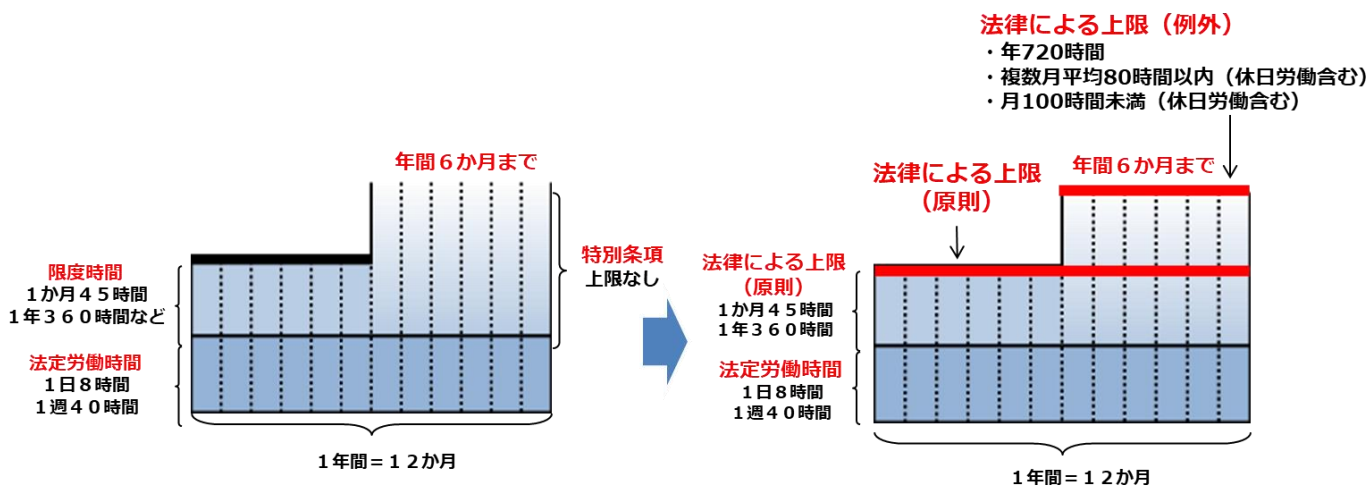 年間６か月まで
限度時間
１か月４５時間
１年３６０時間など
法定労働時間
１日８時間
１週４０時間
特別条項
上限なし
１年間＝１２か月
法律による上限（例外）
・年720時間
・複数月平均80時間以内（休日労働含む）
・月100時間未満（休日労働含む）
法律による上限
（原則）
年間６か月まで
法律による上限
（原則）
１か月４５時間
１年３６０時間
法定労働時間
１日８時間
１週４０時間
１年間＝１２か月